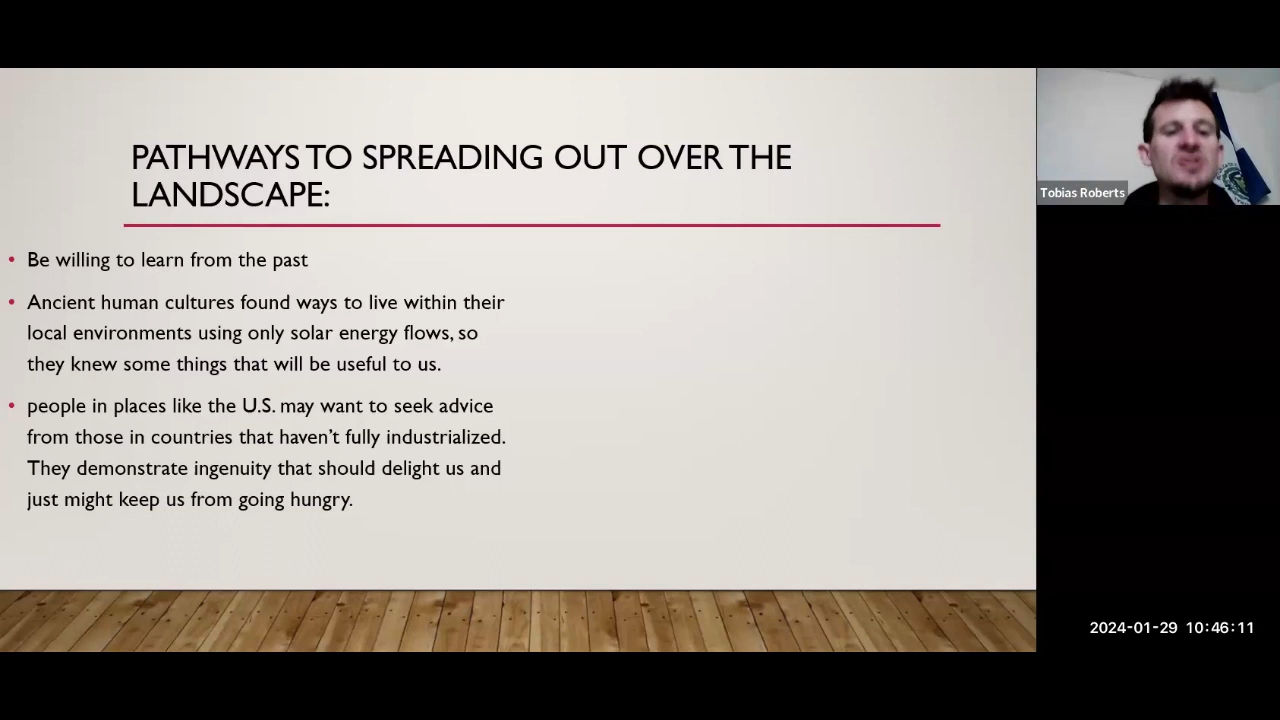 PATHWAYS TO SPREADING OUT OVER THE
LANDSCAPE:
• Be willing to learn from the past
• Ancient human cultures found ways to live within their
local environments using only solar energy flows, so
they knew some things that will be useful to us.
• people in places like the U.S. may want to seek advice
from those in countries that haven't fully industrialized.
They demonstrate ingenuity that should delight us and
just might keep us from going hungry.
Tobias Roberts
2024-01-29 10:46:11